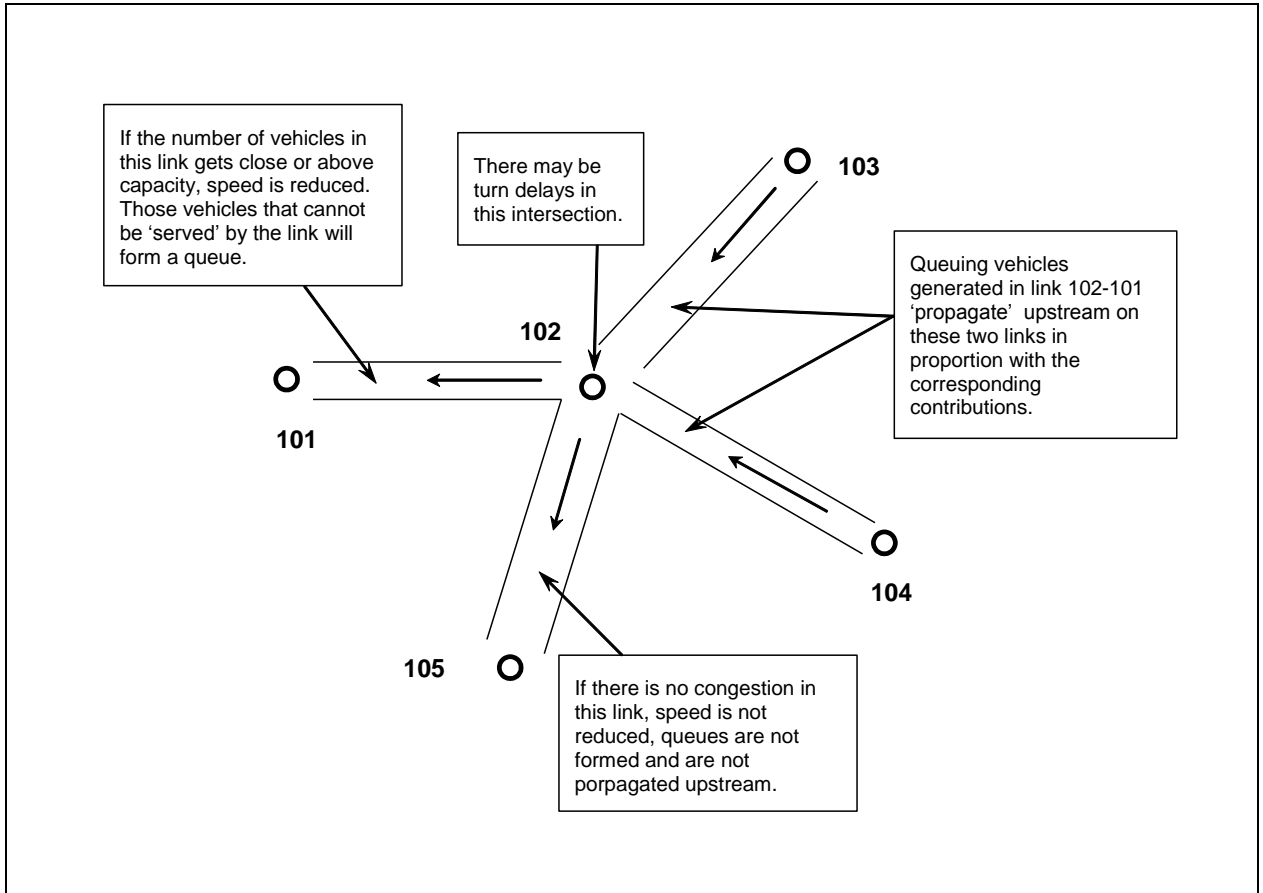 If the number of vehicles in
this link gets close or above
capacity, speed is reduced.
Those vehicles that cannot
be ‘served’ by the link will
form a queue.
There may be
turn delays in
this intersection.
103
Queuing vehicles
generated in link 102-101
‘propagate’ upstream on
these two links in
proportion with the
corresponding
contributions.
102
101
104
105
If there is no congestion in
this link, speed is not
reduced, queues are not
formed and are not
porpagated upstream.